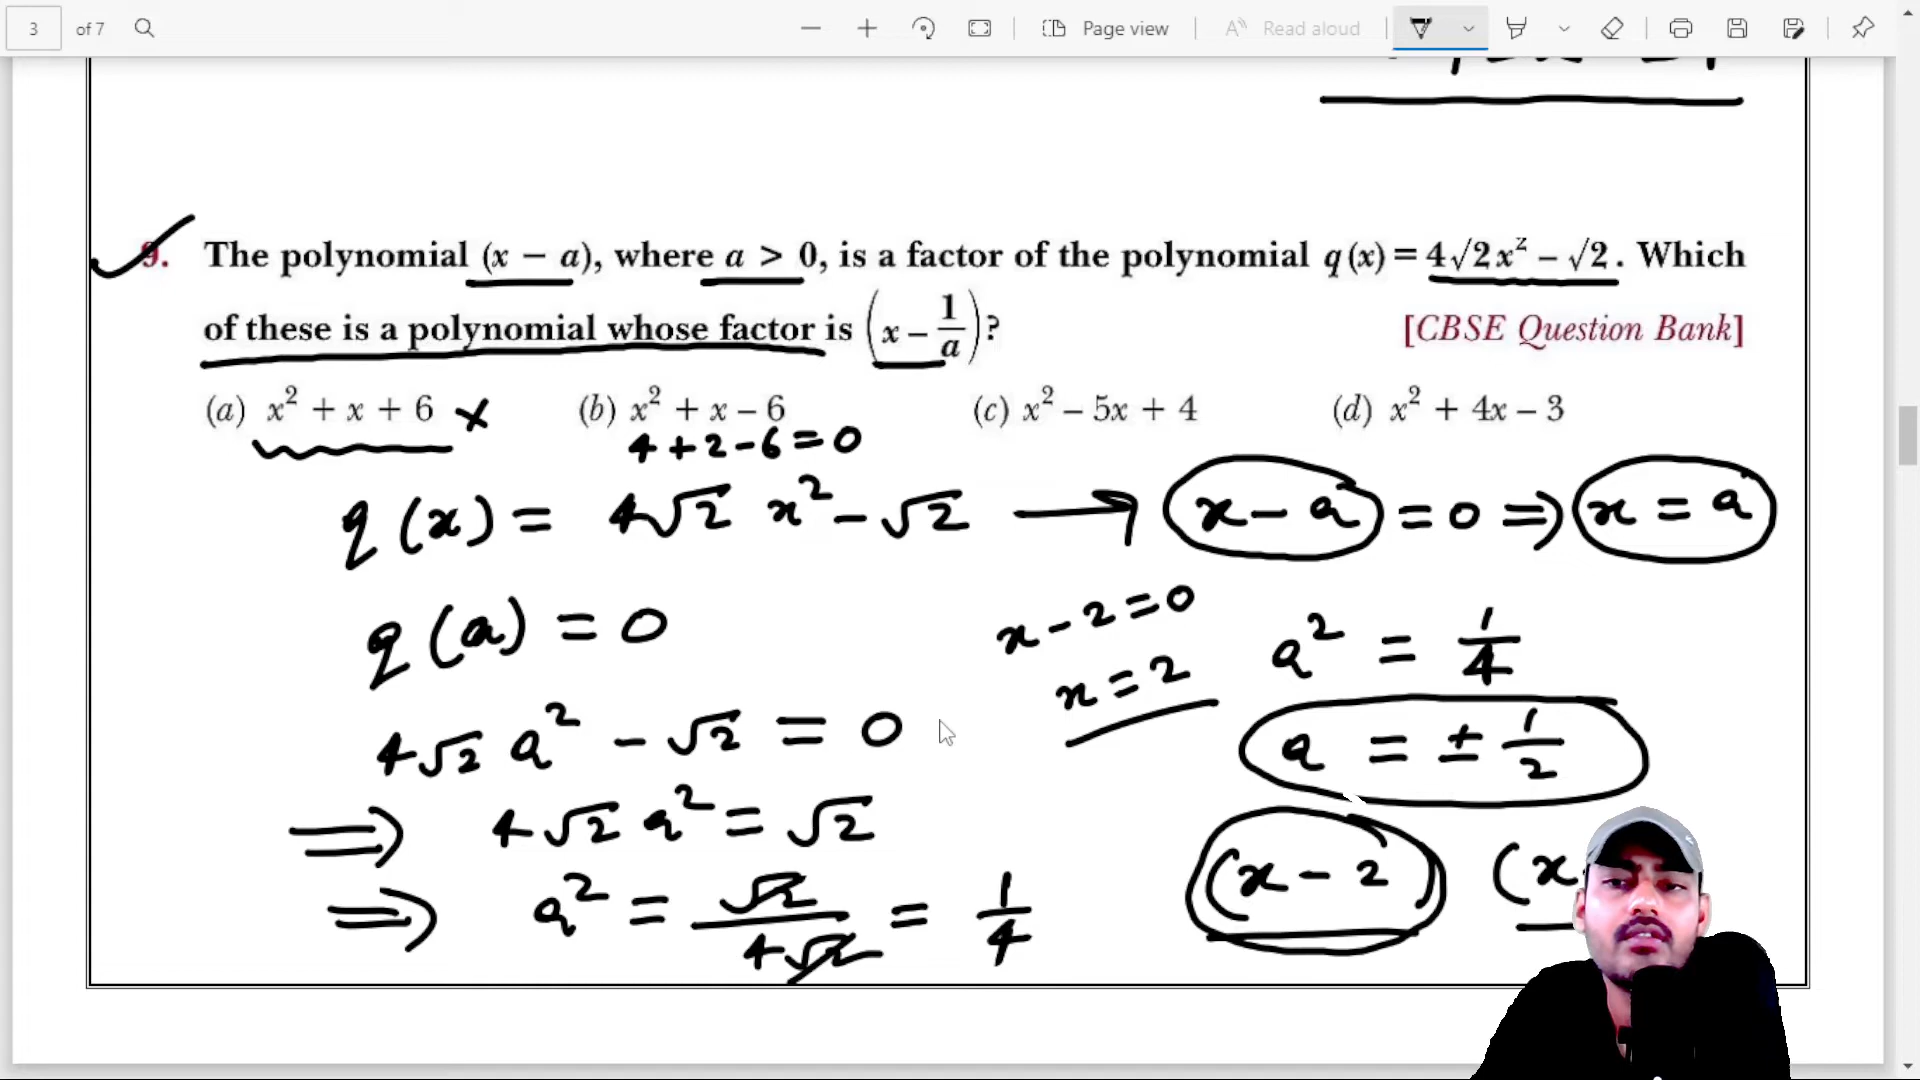 3 of 7 Page view Read aloud
9. The polynomial (x − a), where a > 0, is a factor of the polynomial q(x) = 4√2x² − √2. Which
of these is a polynomial whose factor is (x − 1/a)? [CBSE Question Bank]
(a) x² + x + 6 × (b) x² + x − 6 (c) x² − 5x + 4 (d) x² + 4x − 3
4 + 2 − 6 = 0
q(x) = 4√2 x² − √2 → x − a = 0 ⇒ x = a
q(a) = 0
x − 2 = 0
a² = 1/4
x = 2
4√2 a² − √2 = 0
a = ± 1/2
⇒ 4√2 a² = √2
(x − 2) (x
⇒ a² = √2/4√2 = 1/4